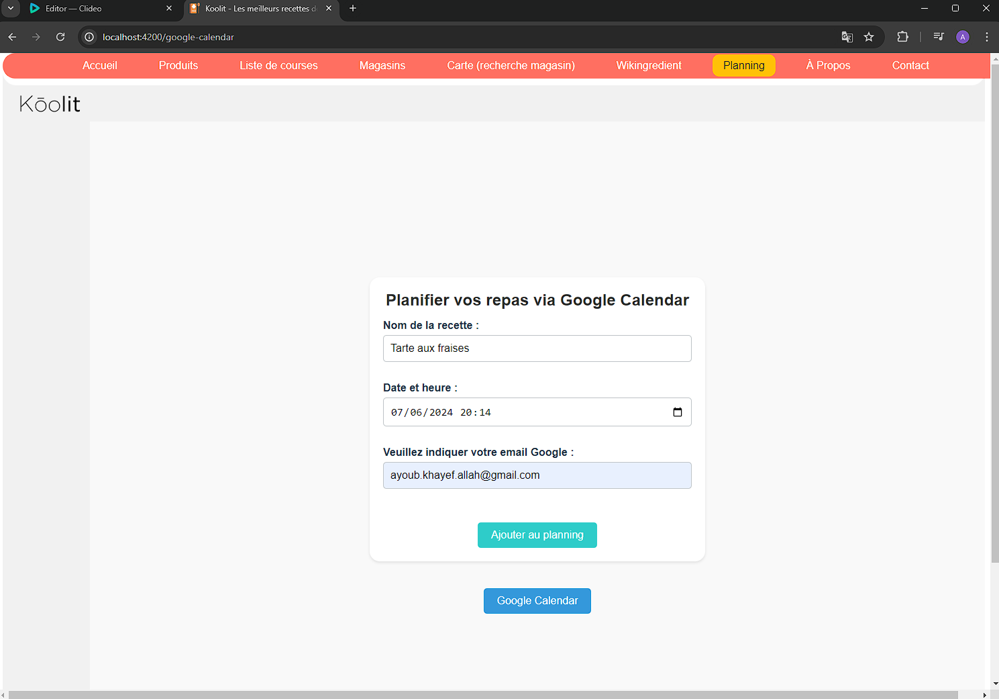 Editor — Clideo
Koolit - Les meilleurs recettes de
localhost:4200/google-calendar
A
Accueil Produits Liste de courses Magasins Carte (recherche magasin) Wikingredient Planning À Propos Contact
Kōolit
Planifier vos repas via Google Calendar
Nom de la recette :
Tarte aux fraises
Date et heure :
07/06/2024 20:14
Veuillez indiquer votre email Google :
ayoub.khayef.allah@gmail.com
Ajouter au planning
Google Calendar